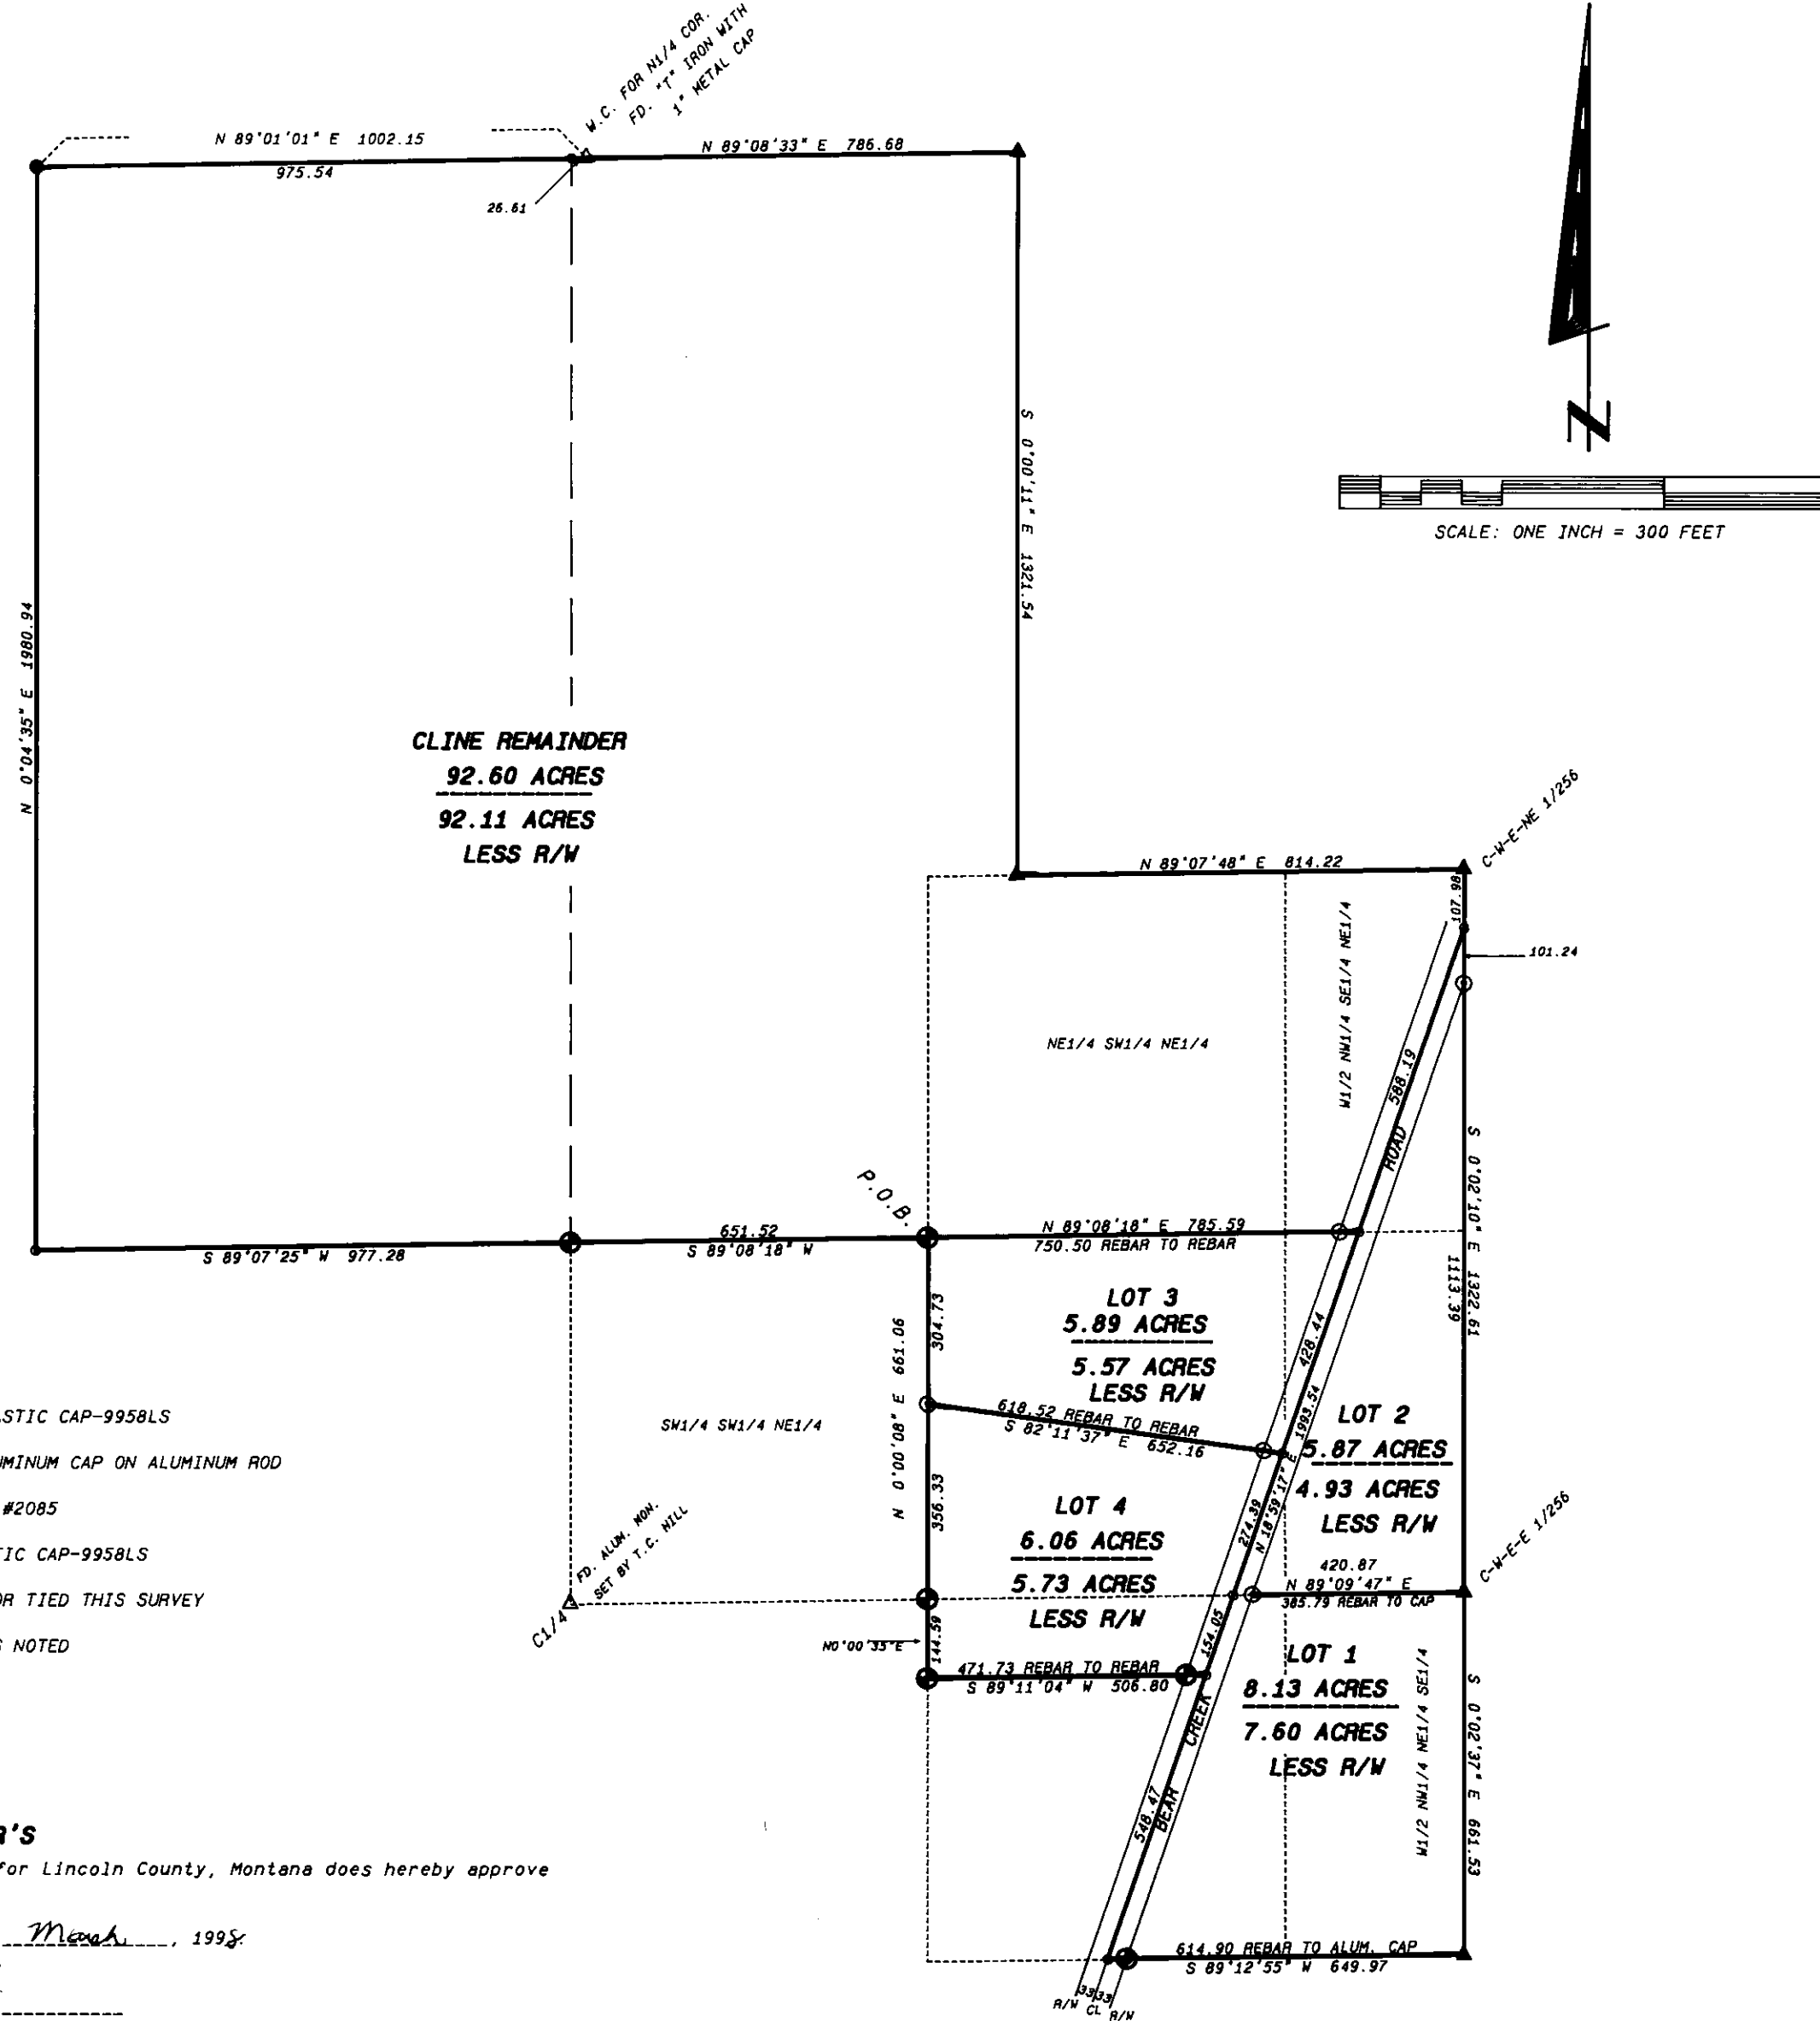 W.C. FOR N1/4 COR.
FD. "T" IRON WITH
1" METAL CAP
N 89°01'01" E 1002.15
975.54
26.61
N 89°08'33" E 786.68
S 0°00'11" E 1321.54
N
SCALE: ONE INCH = 300 FEET
N 0°04'35" E 1980.94
CLINE REMAINDER
92.60 ACRES
92.11 ACRES
LESS R/W
N 89°07'48" E 814.22
C-W-E-NE 1/256
107.98
101.24
W1/2 NW1/4 SE1/4 NE1/4
NE1/4 SW1/4 NE1/4
588.19
ROAD
S 0°02'10" E 1322.61
1113.39
P.O.B.
S 89°07'25" W 977.28
651.52
S 89°08'18" W
N 89°08'18" E 785.59
750.50 REBAR TO REBAR
LOT 3
5.89 ACRES
5.57 ACRES
LESS R/W
304.73
N 0°00'08" E 661.06
428.44
618.52 REBAR TO REBAR
S 82°11'37" E 652.16
N 18°59'17" E 1993.54
LOT 2
5.87 ACRES
4.93 ACRES
LESS R/W
STIC CAP-9958LS
MINUM CAP ON ALUMINUM ROD
#2085
TIC CAP-9958LS
OR TIED THIS SURVEY
S NOTED
SW1/4 SW1/4 NE1/4
FD. ALUM. MON.
SET BY T.C. HILL
C1/4
356.33
LOT 4
6.06 ACRES
5.73 ACRES
LESS R/W
274.39
420.87
N 89°09'47" E
385.79 REBAR TO CAP
C-W-E-E 1/256
N0°00'35"E
144.59
154.05
471.73 REBAR TO REBAR
S 89°11'04" W 506.80
LOT 1
8.13 ACRES
7.60 ACRES
LESS R/W
W1/2 NW1/4 NE1/4 SE1/4
S 0°02'37" E 661.53
CREEK
BEAR
548.47
R'S
for Lincoln County, Montana does hereby approve
March, 1998.
614.90 REBAR TO ALUM. CAP
S 89°12'55" W 649.97
33 33
R/W CL R/W